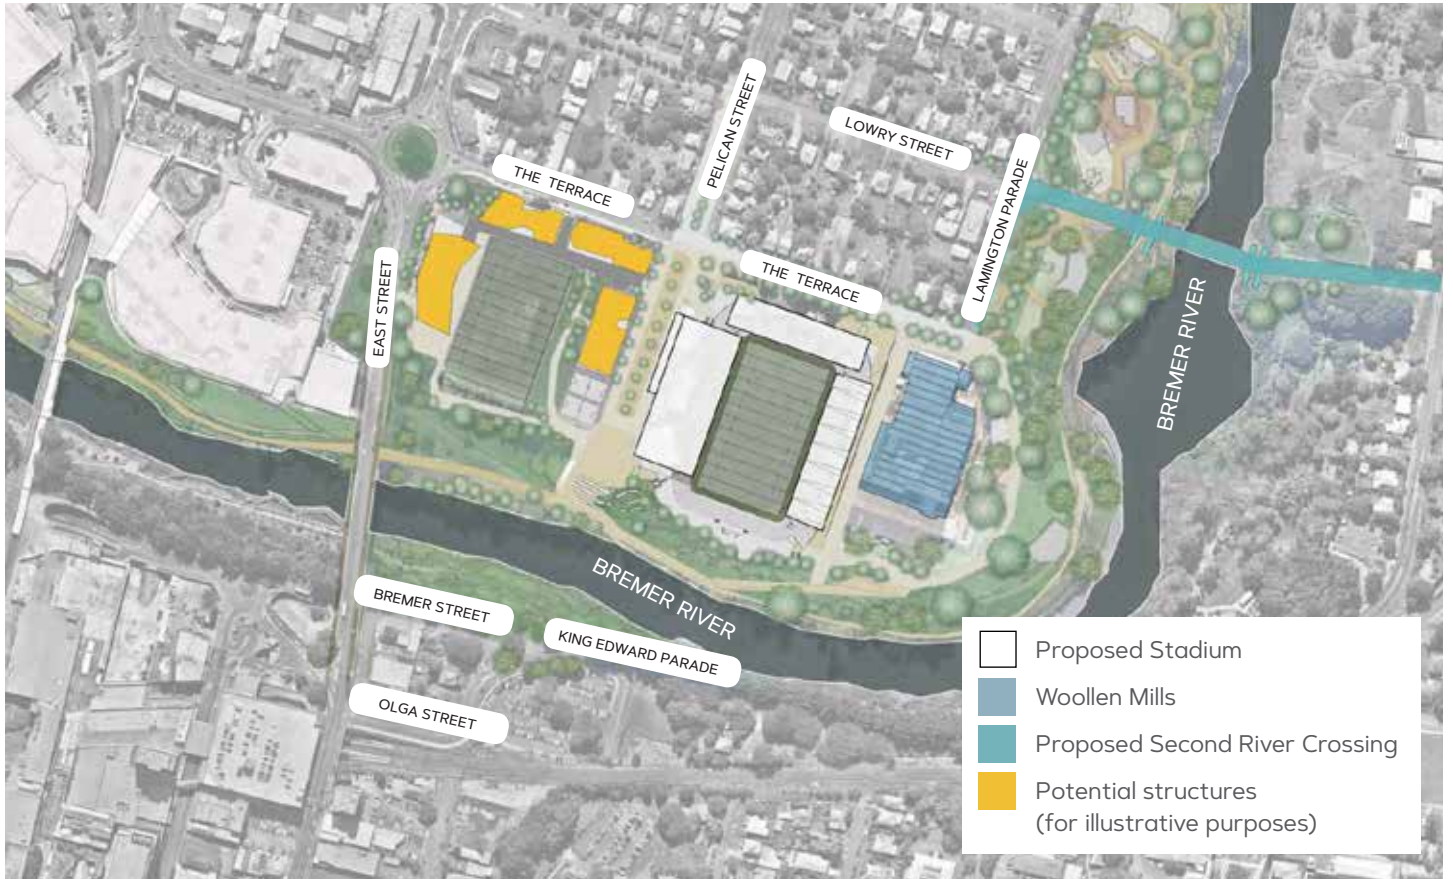 PELICAN STREET
LOWRY STREET
THE TERRACE
LAMINGTON PARADE
THE TERRACE
EAST STREET
BREMER RIVER
BREMER RIVER
BREMER STREET
KING EDWARD PARADE
OLGA STREET
Proposed Stadium
Woollen Mills
Proposed Second River Crossing
Potential structures
(for illustrative purposes)